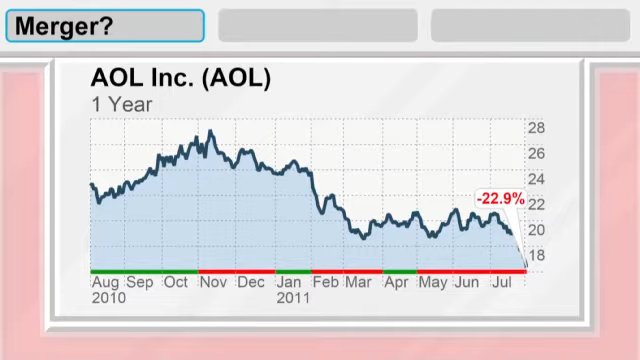 Merger?
AOL Inc. (AOL)
1 Year
28
26
24
-22.9%
22
20
18
Aug Sep Oct Nov Dec Jan Feb Mar Apr May Jun Jul
2010 2011